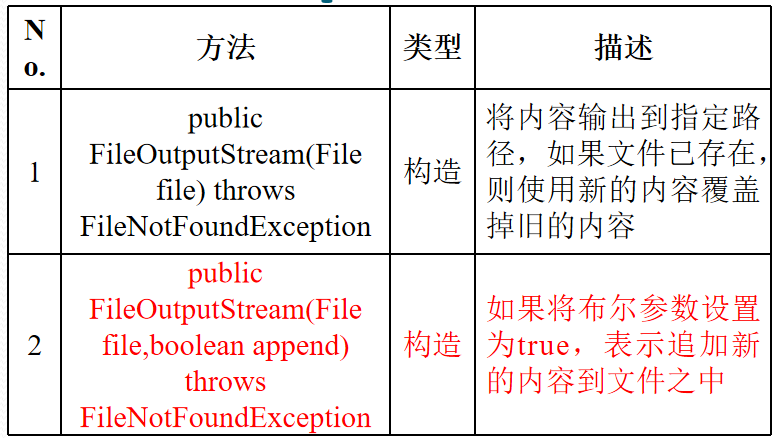 N
o.
方法
类型
描述
1
public
FileOutputStream(File
file) throws
FileNotFoundException
构造
将内容输出到指定路
径，如果文件已存在，
则使用新的内容覆盖
掉旧的内容
2
public
FileOutputStream(File
file,boolean append)
throws
FileNotFoundException
构造
如果将布尔参数设置
为true，表示追加新
的内容到文件之中